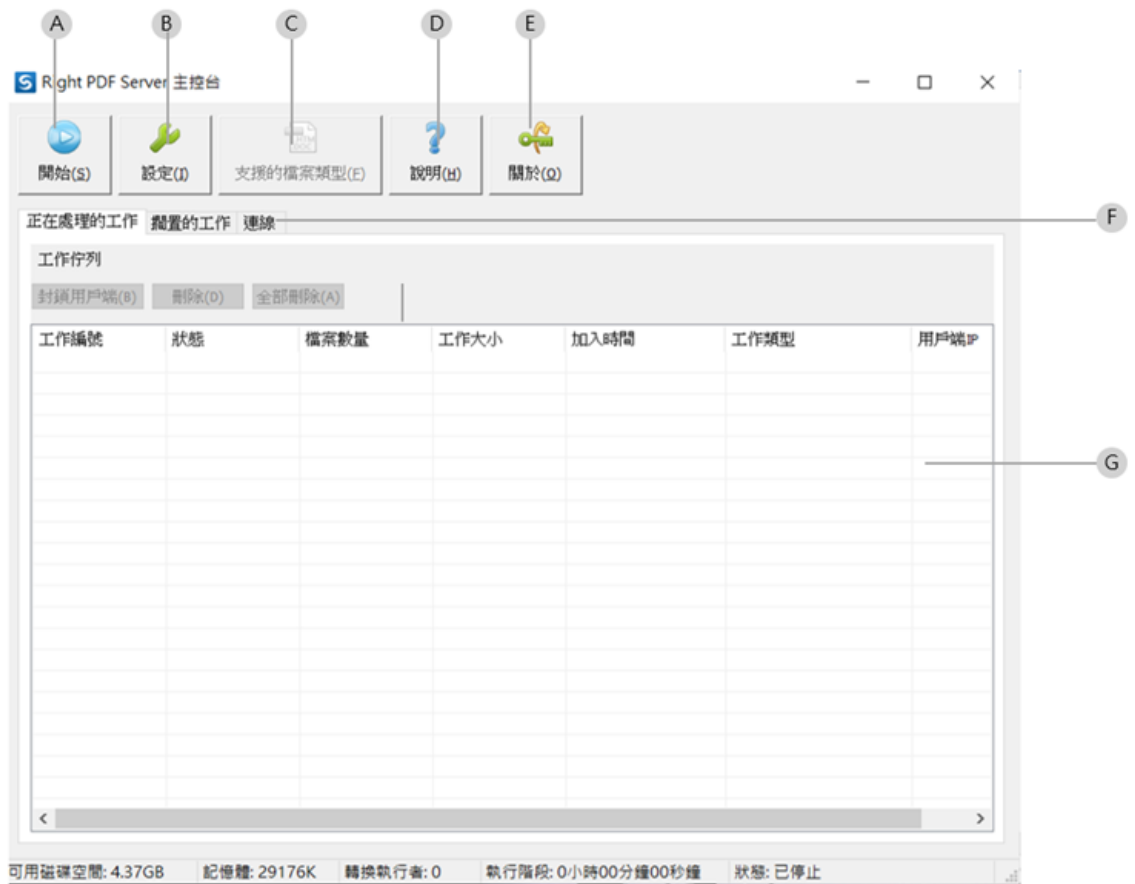 A B C D E
Right PDF Server 主控台
開始(S) 設定(I) 支援的檔案類型(F) 說明(H) 關於(O)
正在處理的工作 擱置的工作 連線 F
工作佇列
封鎖用戶端(B) 刪除(D) 全部刪除(A)
工作編號 狀態 檔案數量 工作大小 加入時間 工作類型 用戶端IP
G
可用磁碟空間: 4.37GB 記憶體: 29176K 轉換執行者: 0 執行階段: 0小時00分鐘00秒鐘 狀態: 已停止